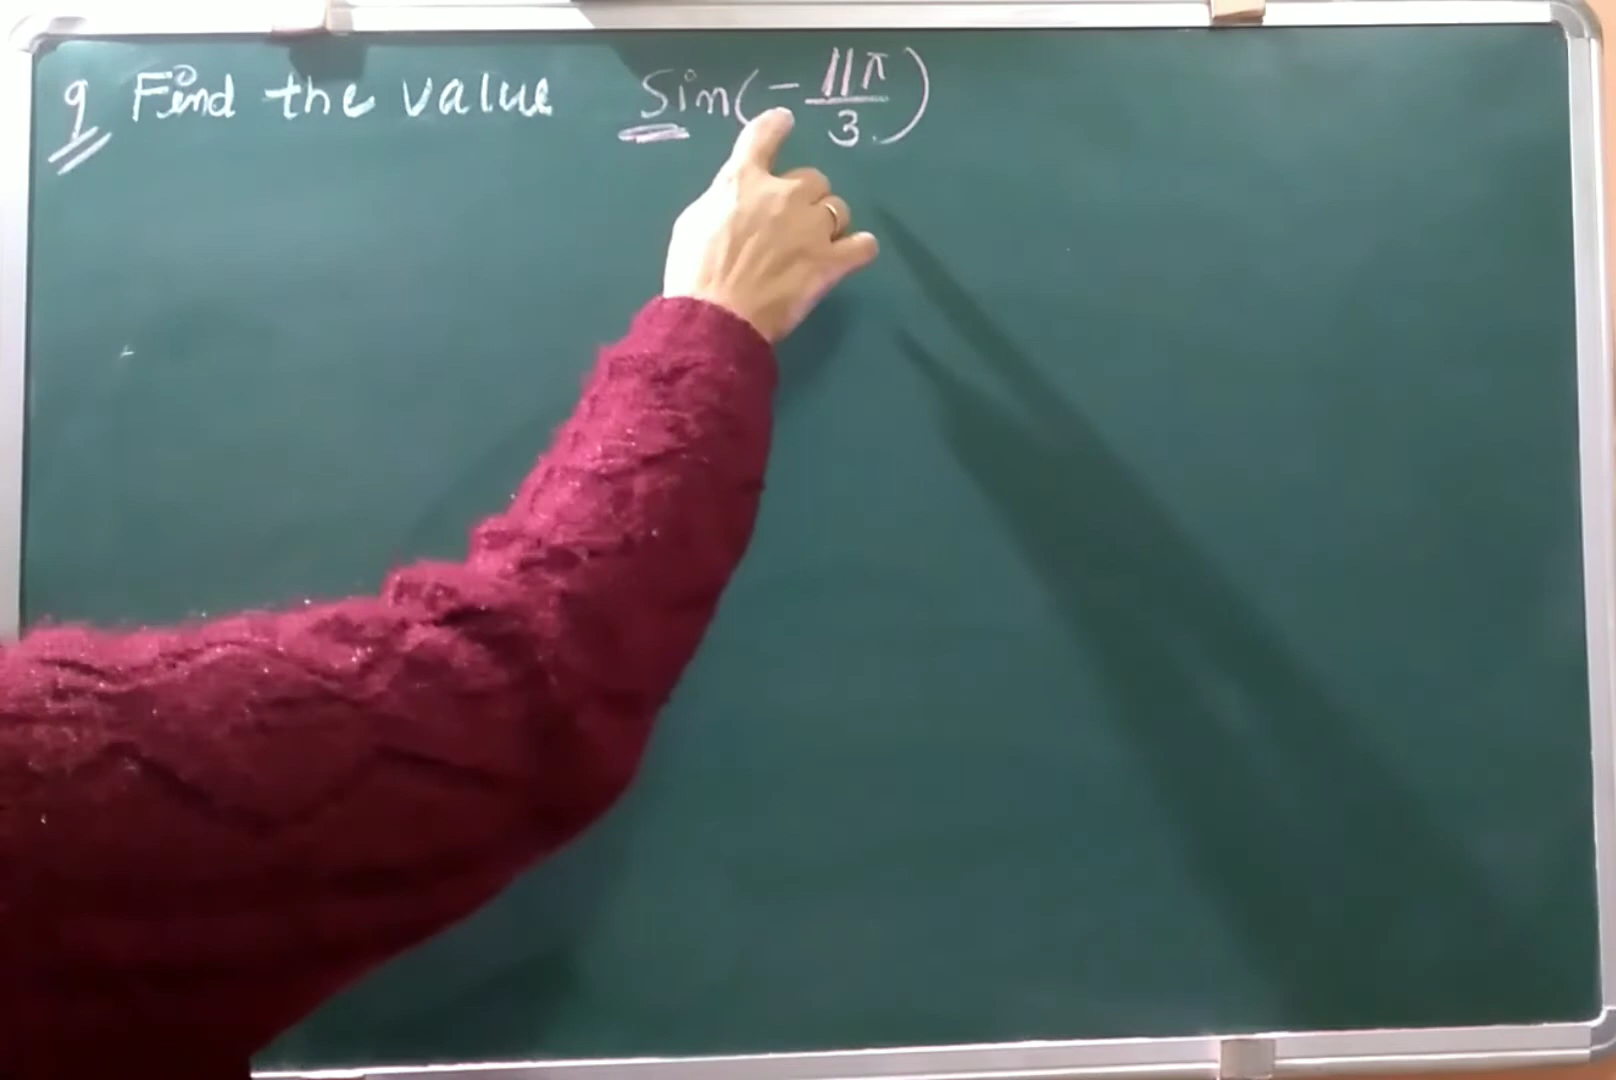 q Find the value Sin(-11π/3)